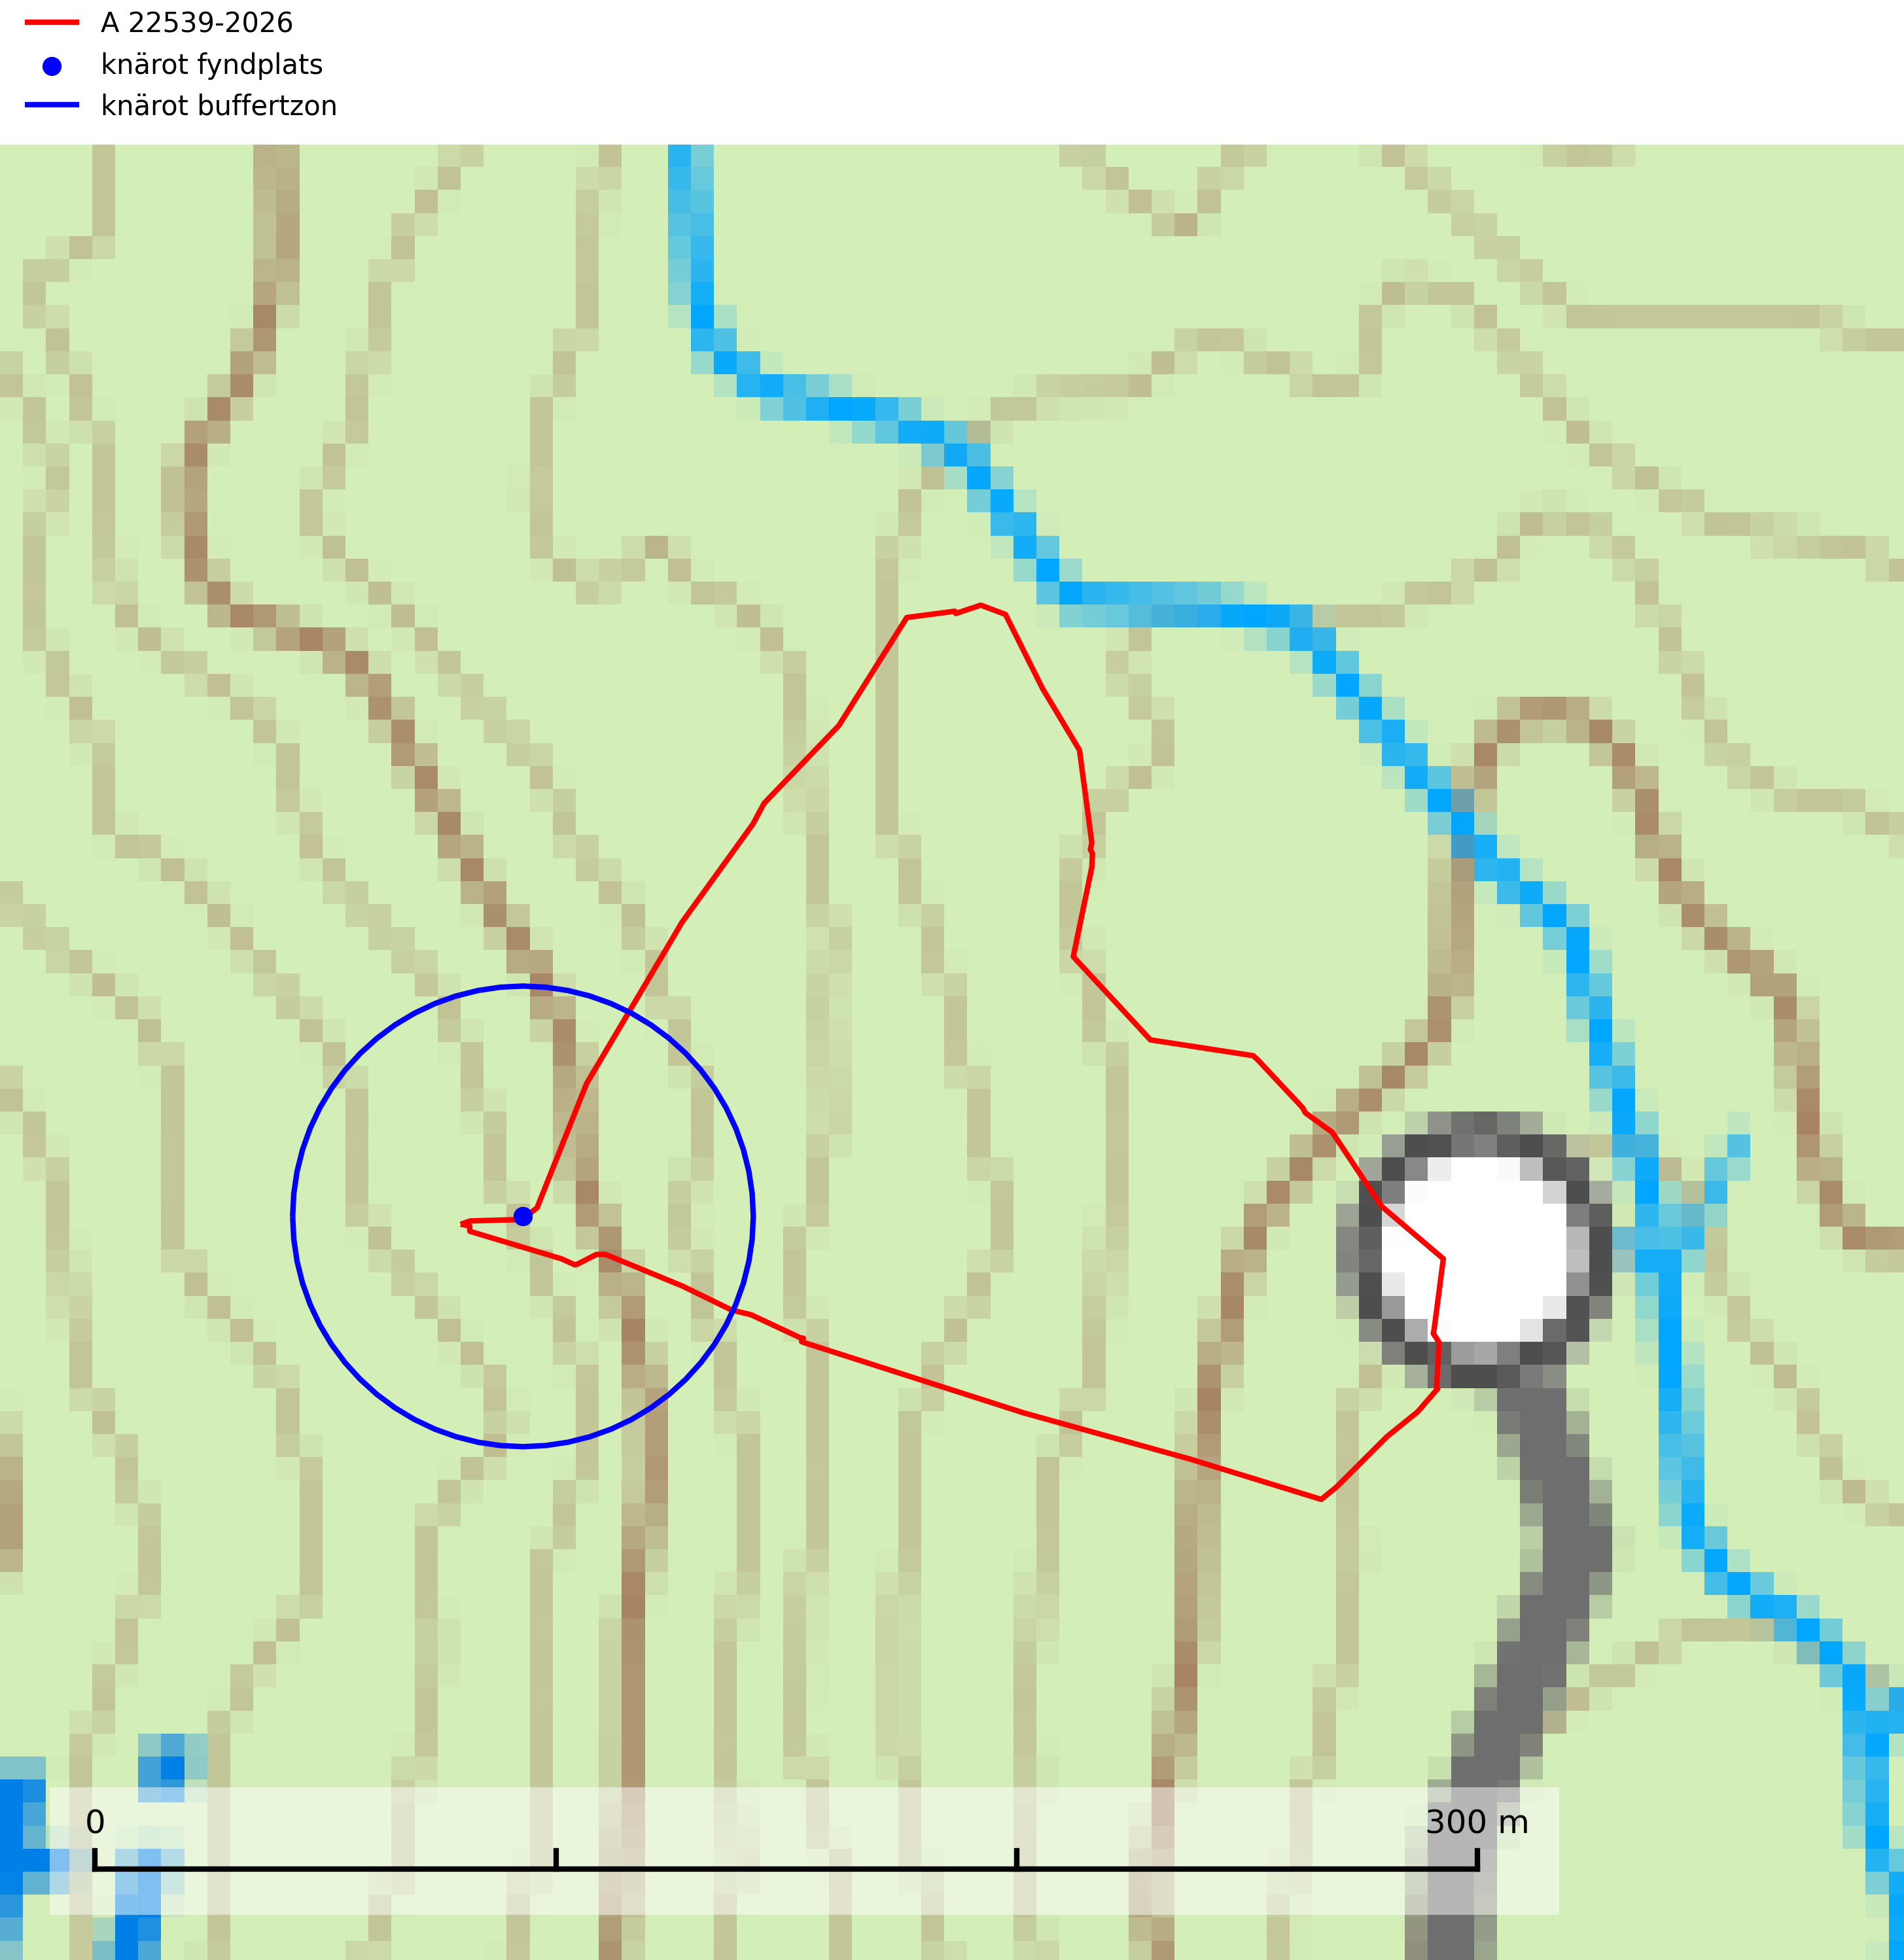 A 22539-2026
knärot fyndplats
knärot buffertzon
0 300 m